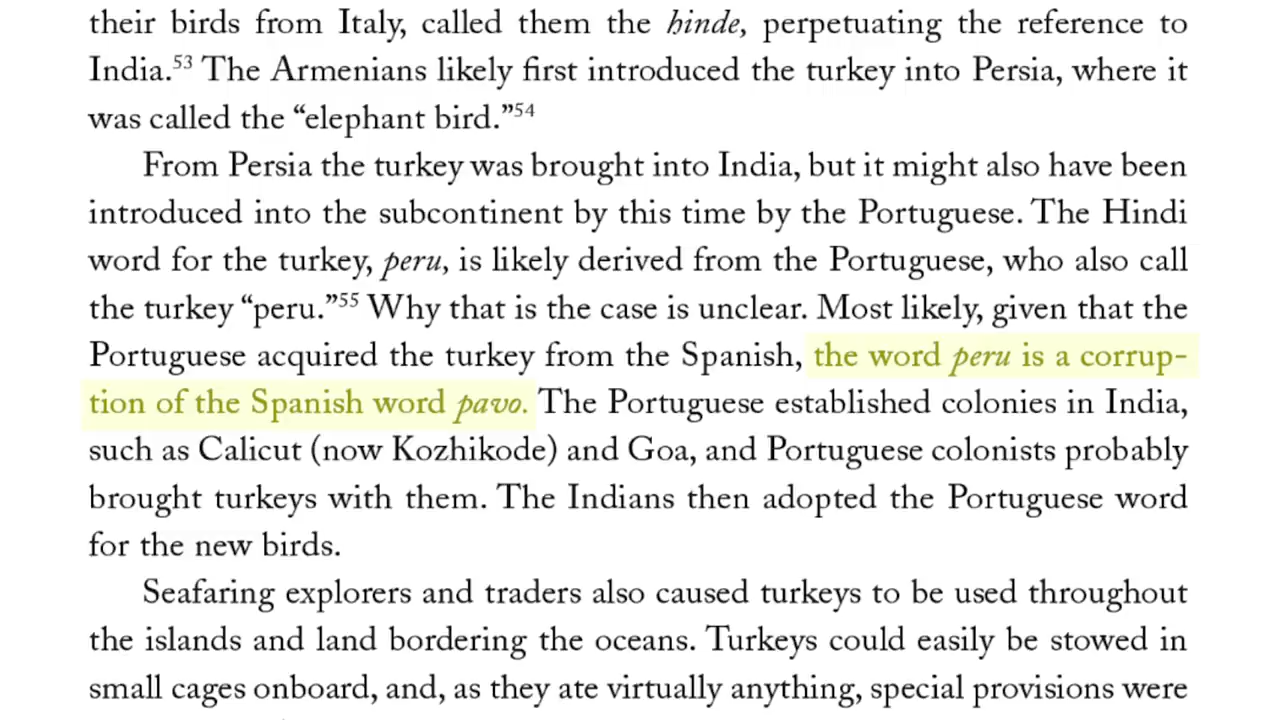 their birds from Italy, called them the hinde, perpetuating the reference to
India.53 The Armenians likely first introduced the turkey into Persia, where it
was called the “elephant bird.”54
From Persia the turkey was brought into India, but it might also have been
introduced into the subcontinent by this time by the Portuguese. The Hindi
word for the turkey, peru, is likely derived from the Portuguese, who also call
the turkey “peru.”55 Why that is the case is unclear. Most likely, given that the
Portuguese acquired the turkey from the Spanish, the word peru is a corrup-
tion of the Spanish word pavo. The Portuguese established colonies in India,
such as Calicut (now Kozhikode) and Goa, and Portuguese colonists probably
brought turkeys with them. The Indians then adopted the Portuguese word
for the new birds.
Seafaring explorers and traders also caused turkeys to be used throughout
the islands and land bordering the oceans. Turkeys could easily be stowed in
small cages onboard, and, as they ate virtually anything, special provisions were